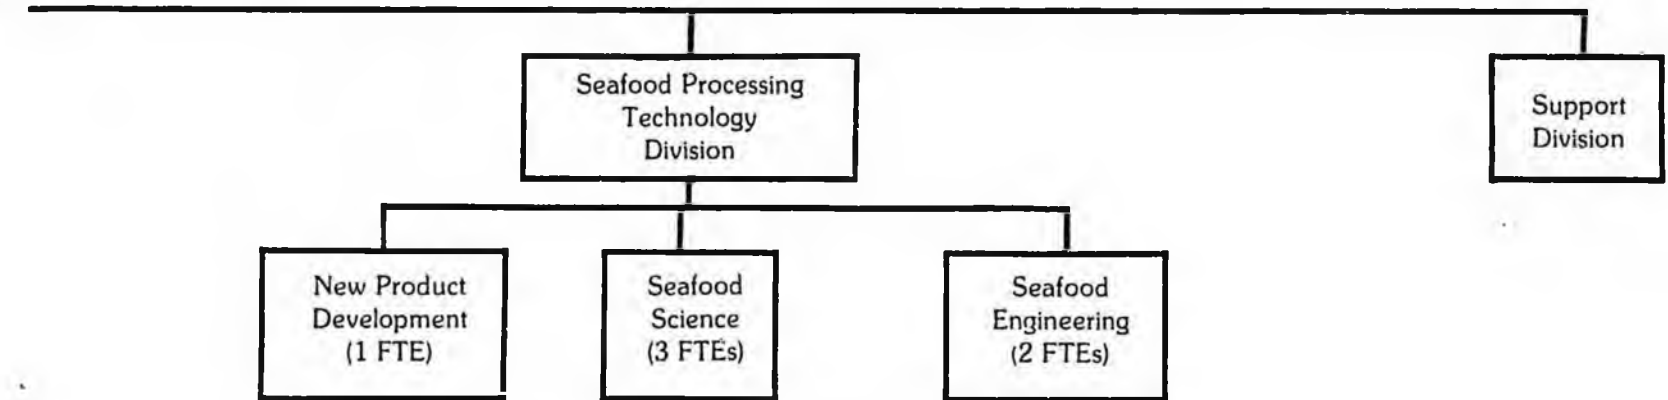 Seafood Processing
Technology
Division
Support
Division
New Product
Development
(1 FTE)
Seafood
Science
(3 FTEs)
Seafood
Engineering
(2 FTEs)